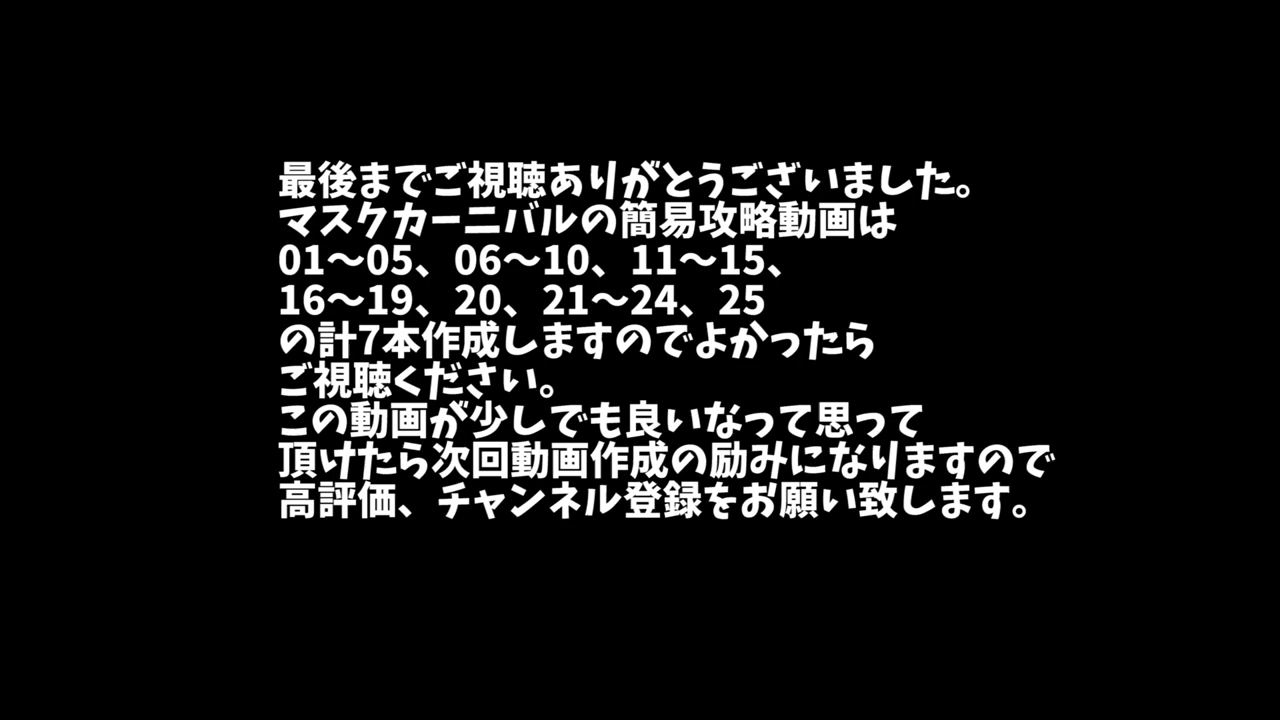 最後までご視聴ありがとうございました。
マスクカーニバルの簡易攻略動画は
01～05、06～10、11～15、
16～19、20、21～24、25
の計7本作成しますのでよかったら
ご視聴ください。
この動画が少しでも良いなって思って
頂けたら次回動画作成の励みになりますので
高評価、チャンネル登録をお願い致します。